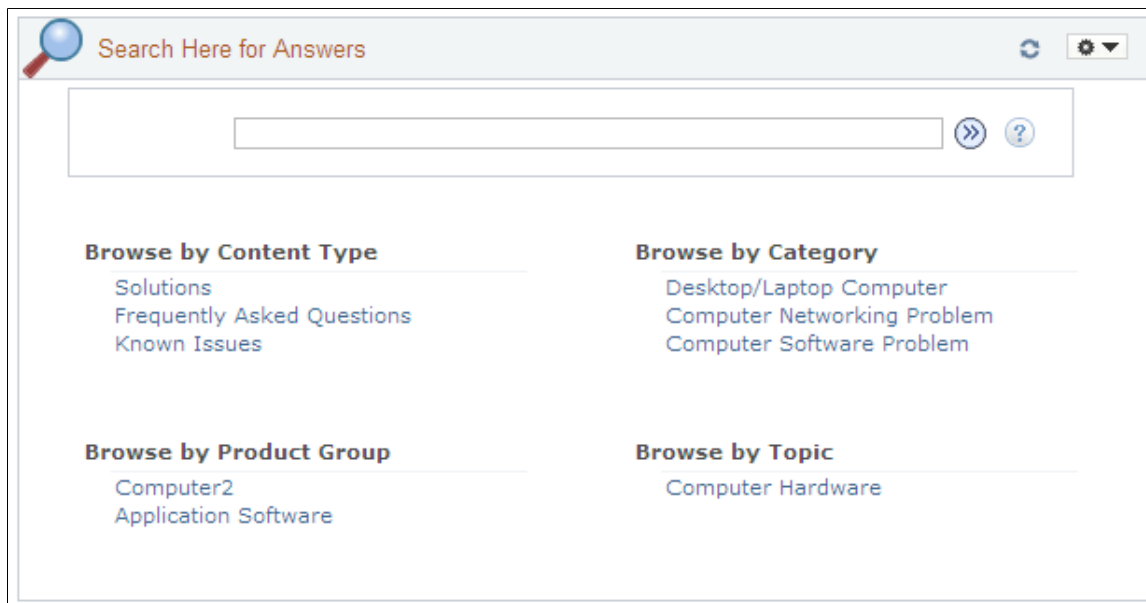 Search Here for Answers
Browse by Content Type
Solutions
Frequently Asked Questions
Known Issues
Browse by Category
Desktop/Laptop Computer
Computer Networking Problem
Computer Software Problem
Browse by Product Group
Computer2
Application Software
Browse by Topic
Computer Hardware